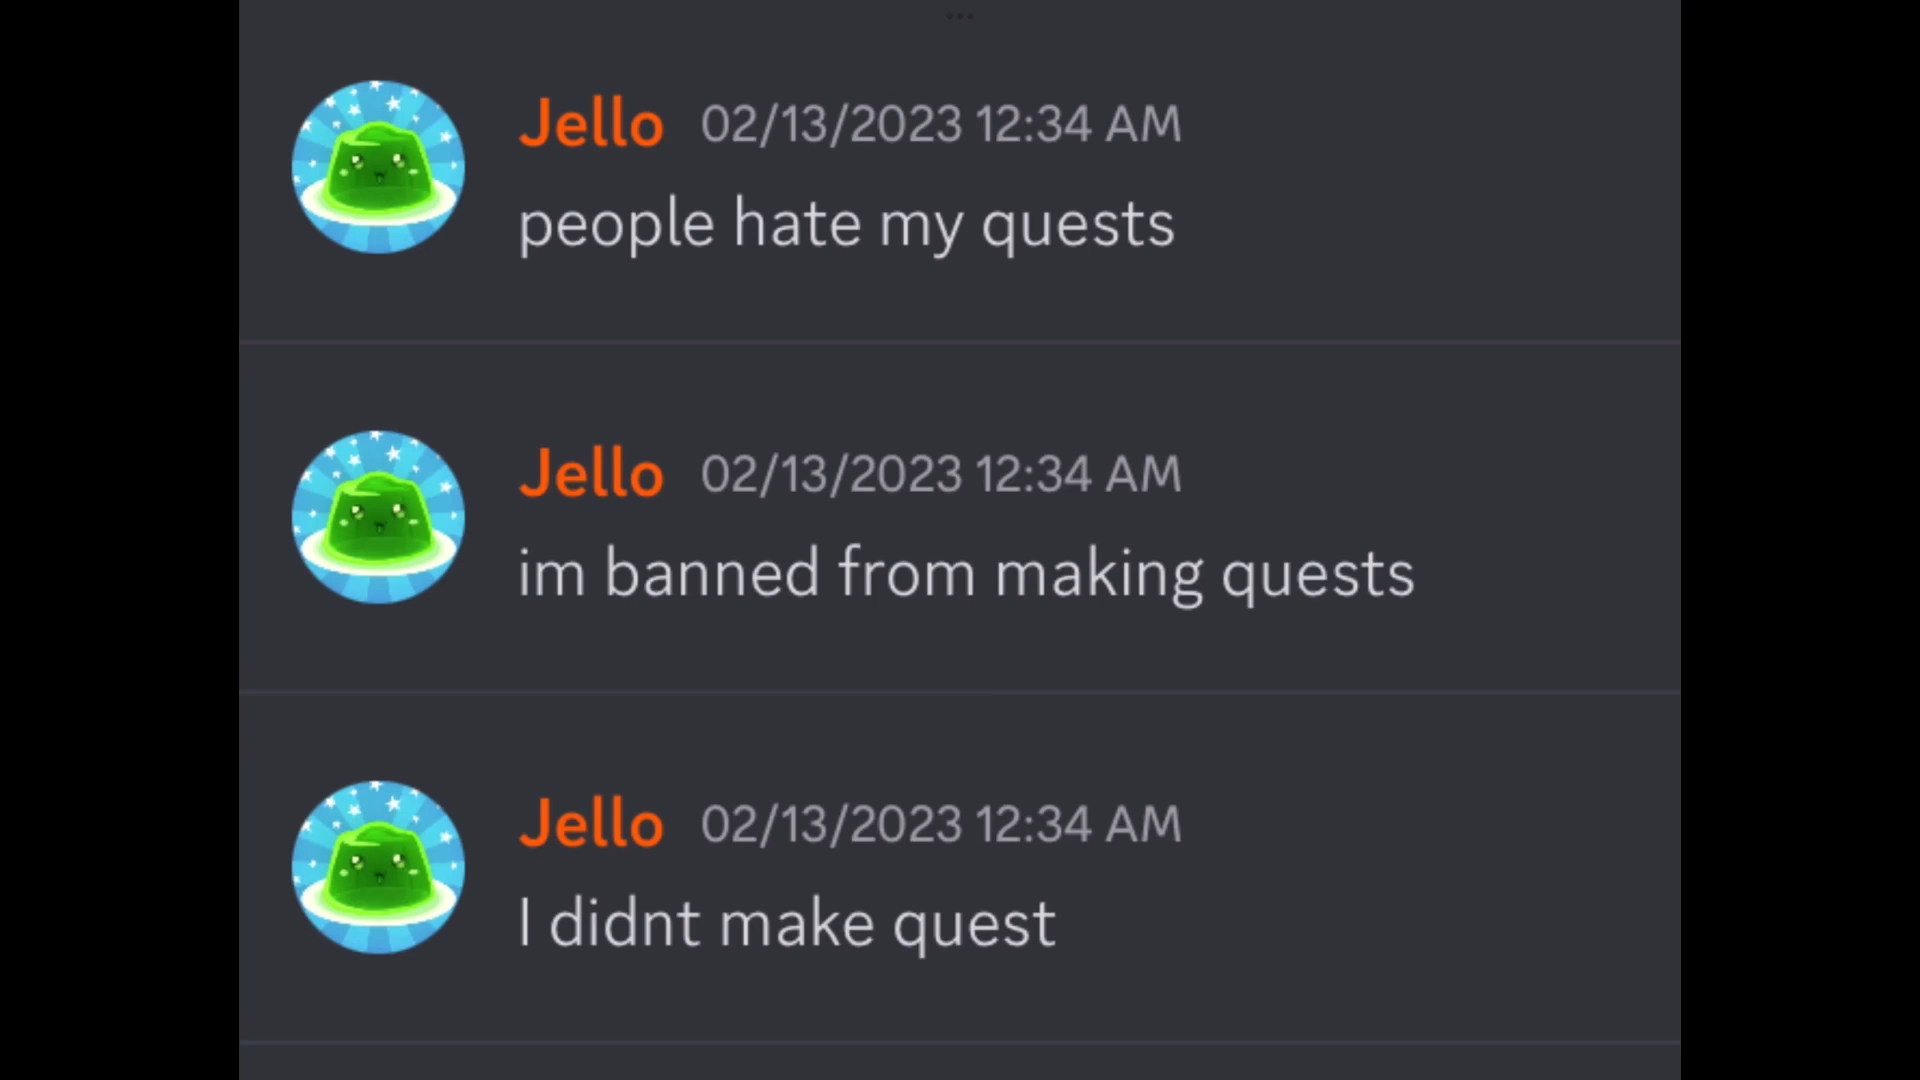 Jello 02/13/2023 12:34 AM
people hate my quests
Jello 02/13/2023 12:34 AM
im banned from making quests
Jello 02/13/2023 12:34 AM
I didnt make quest